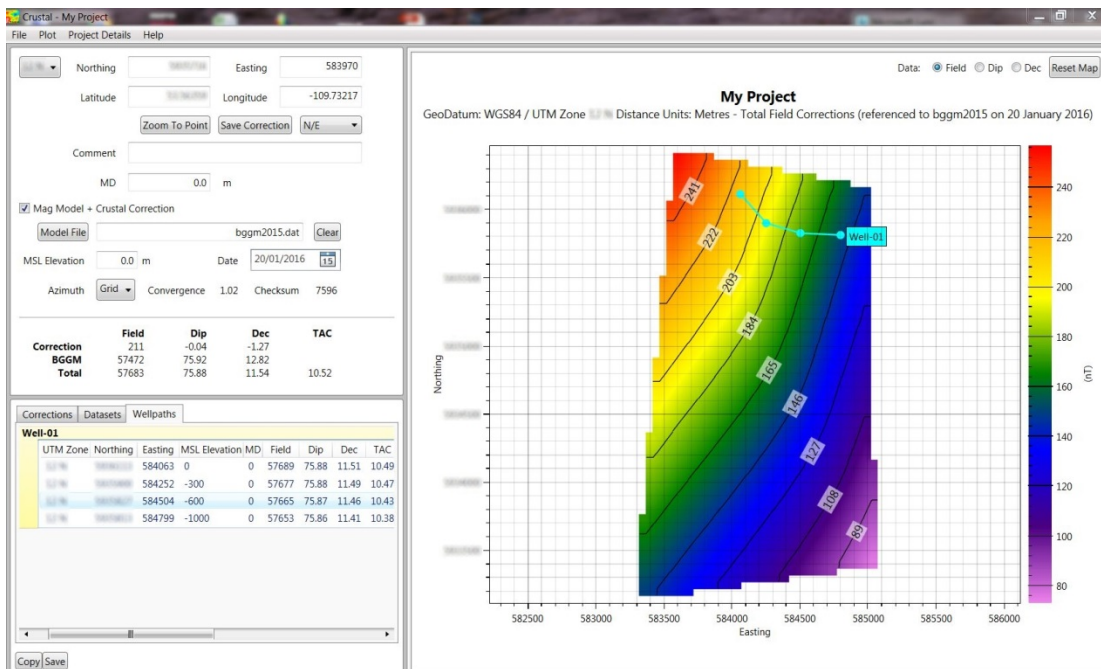 Crustal - My Project
File Plot Project Details Help
Northing Easting 583970
Latitude Longitude -109.73217
Zoom To Point Save Correction N/E
Comment
MD 0.0 m
Mag Model + Crustal Correction
Model File bggm2015.dat Clear
MSL Elevation 0.0 m Date 20/01/2016 15
Azimuth Grid Convergence 1.02 Checksum 7596
Field Dip Dec TAC
Correction 211 -0.04 -1.27
BGGM 57472 75.92 12.82
Total 57683 75.88 11.54 10.52
Corrections Datasets Wellpaths
Well-01
UTM Zone Northing Easting MSL Elevation MD Field Dip Dec TAC
584063 0 0 57689 75.88 11.51 10.49
584252 -300 0 57677 75.88 11.49 10.47
584504 -600 0 57665 75.87 11.46 10.43
584799 -1000 0 57653 75.86 11.41 10.38
Copy Save
Data: Field Dip Dec Reset Map
My Project
GeoDatum: WGS84 / UTM Zone Distance Units: Metres - Total Field Corrections (referenced to bggm2015 on 20 January 2016)
241
222
203
184
165
146
127
108
89
Well-01
Northing
582500 583000 583500 584000 584500 585000 585500 586000
Easting
240
220
200
180
160
140
120
100
80
(nT)